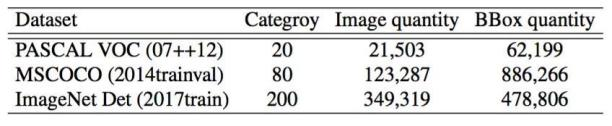 Dataset Categroy Image quantity BBox quantity
PASCAL VOC (07++12) 20 21,503 62,199
MSCOCO (2014trainval) 80 123,287 886,266
ImageNet Det (2017train) 200 349,319 478,806